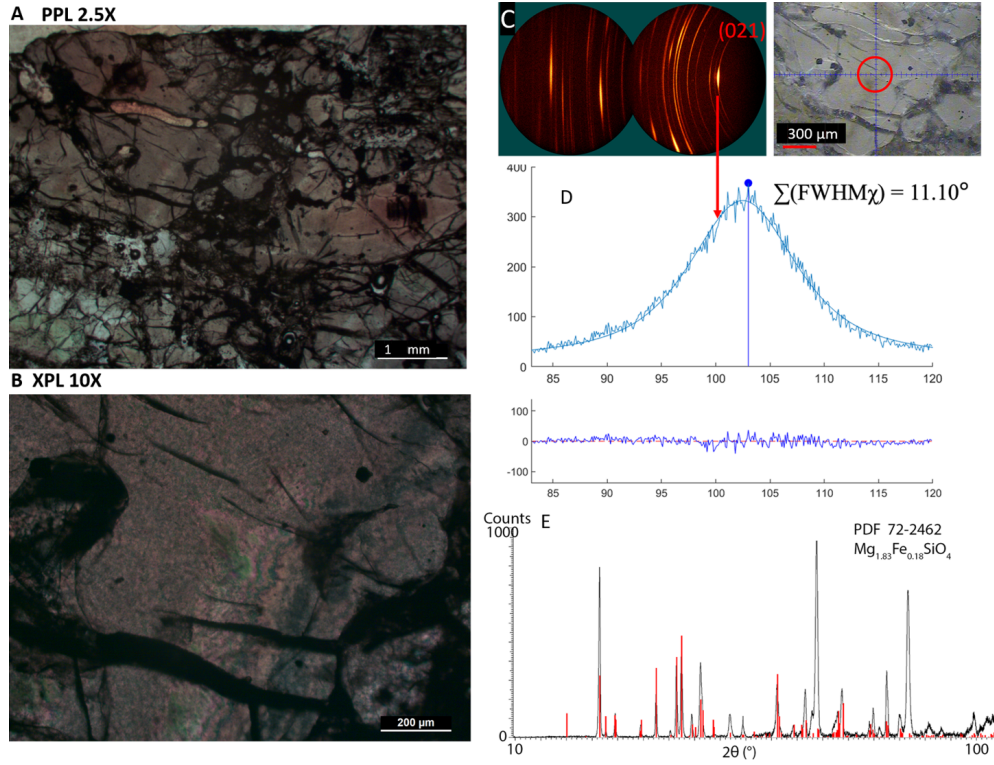 A PPL 2.5X
1 mm
B XPL 10X
200 µm
C
(021)
300 µm
D
∑(FWHMχ) = 11.10°
400
300
200
100
0
85 90 95 100 105 110 115 120
100
0
-100
85 90 95 100 105 110 115 120
E
Counts
1000
PDF 72-2462
Mg1.83Fe0.18SiO4
0
10 2θ (°) 100